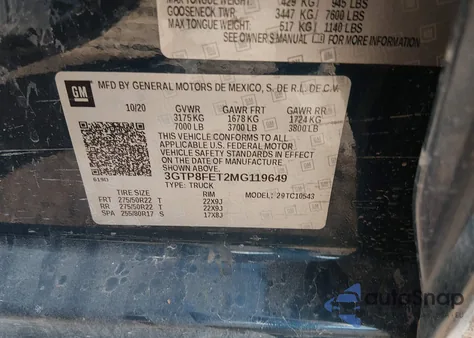 429 KG / 945 LBS
GOOSENECK TWR 3447 KG / 7600 LBS
MAX TONGUE WEIGHT: 517 KG / 1140 LBS
SEE OWNER'S MANUAL FOR MORE INFORMATION
GM
MFD BY GENERAL MOTORS DE MEXICO, S. DE R.L. DE C.V.
10/20 GVWR GAWR FRT GAWR RR
3175 KG 1678 KG 1724 KG
7000 LB 3700 LB 3800 LB
THIS VEHICLE CONFORMS TO ALL
APPLICABLE U.S. FEDERAL MOTOR
VEHICLE SAFETY STANDARDS IN
EFFECT ON THE DATE OF
MANUFACTURE SHOWN ABOVE.
3GTP8FET2MG119649
TYPE: TRUCK
TIRE SIZE RIM MODEL: 29TC10543
FRT 275/50R22 T 22X9J
RR 275/50R22 T 22X9J
SPA 255/80R17 S 17X8J
autoSnap